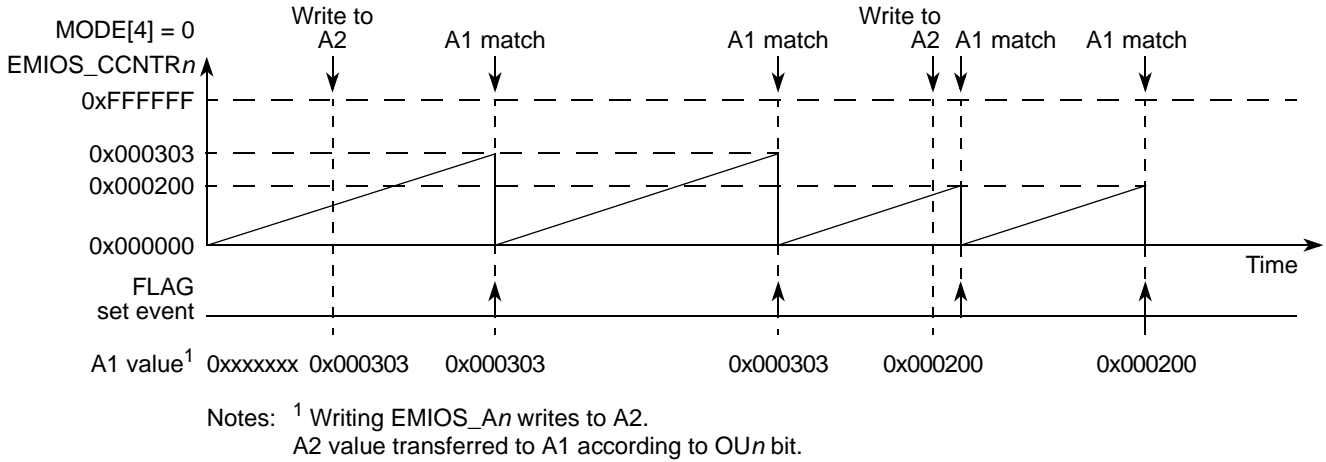 MODE[4] = 0
Write to
A2
A1 match
A1 match
Write to
A2
A1 match
A1 match
EMIOS_CCNTRn
0xFFFFFF
0x000303
0x000200
0x000000
Time
FLAG
set event
A1 value1 0xxxxxxx 0x000303 0x000303 0x000303 0x000200 0x000200
Notes: 1 Writing EMIOS_An writes to A2.
A2 value transferred to A1 according to OUn bit.